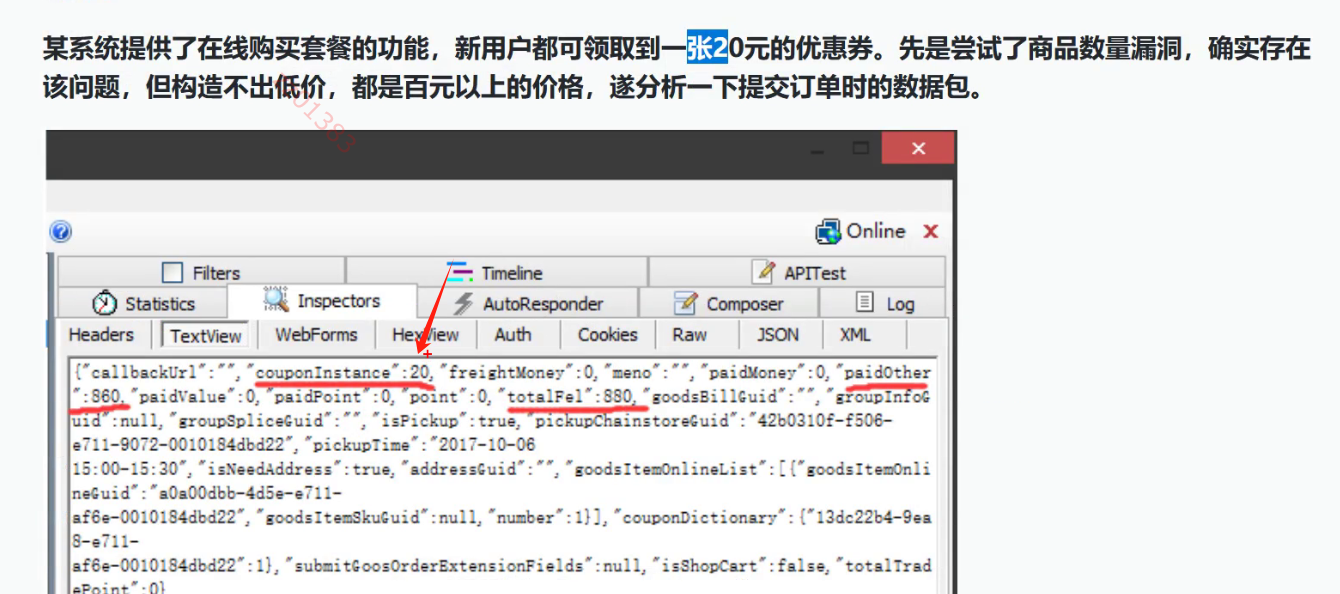 某系统提供了在线购买套餐的功能，新用户都可领取到一张20元的优惠券。先是尝试了商品数量漏洞，确实存在
该问题，但构造不出低价，都是百元以上的价格，遂分析一下提交订单时的数据包。
Online
Filters Timeline APITest
Statistics Inspectors AutoResponder Composer Log
Headers TextView WebForms HexView Auth Cookies Raw JSON XML
{"callbackUrl":"","couponInstance":20,"freightMoney":0,"meno":"","paidMoney":0,"paidOther
":860,"paidValue":0,"paidPoint":0,"point":0,"totalFel":880,"goodsBillGuid":"","groupInfoG
uid":null,"groupSpliceGuid":"","isPickup":true,"pickupChainstoreGuid":"42b0310f-f506-
e711-9072-0010184dbd22","pickupTime":"2017-10-06
15:00-15:30","isNeedAddress":true,"addressGuid":"","goodsItemOnlineList":[{"goodsItemOnli
neGuid":"a0a00dbb-4d5e-e711-
af6e-0010184dbd22","goodsItemSkuGuid":null,"number":1}],"couponDictionary":{"13dc22b4-9ea
8-e711-
af6e-0010184dbd22":1},"submitGoosOrderExtensionFields":null,"isShopCart":false,"totalTrad
ePoint":0}